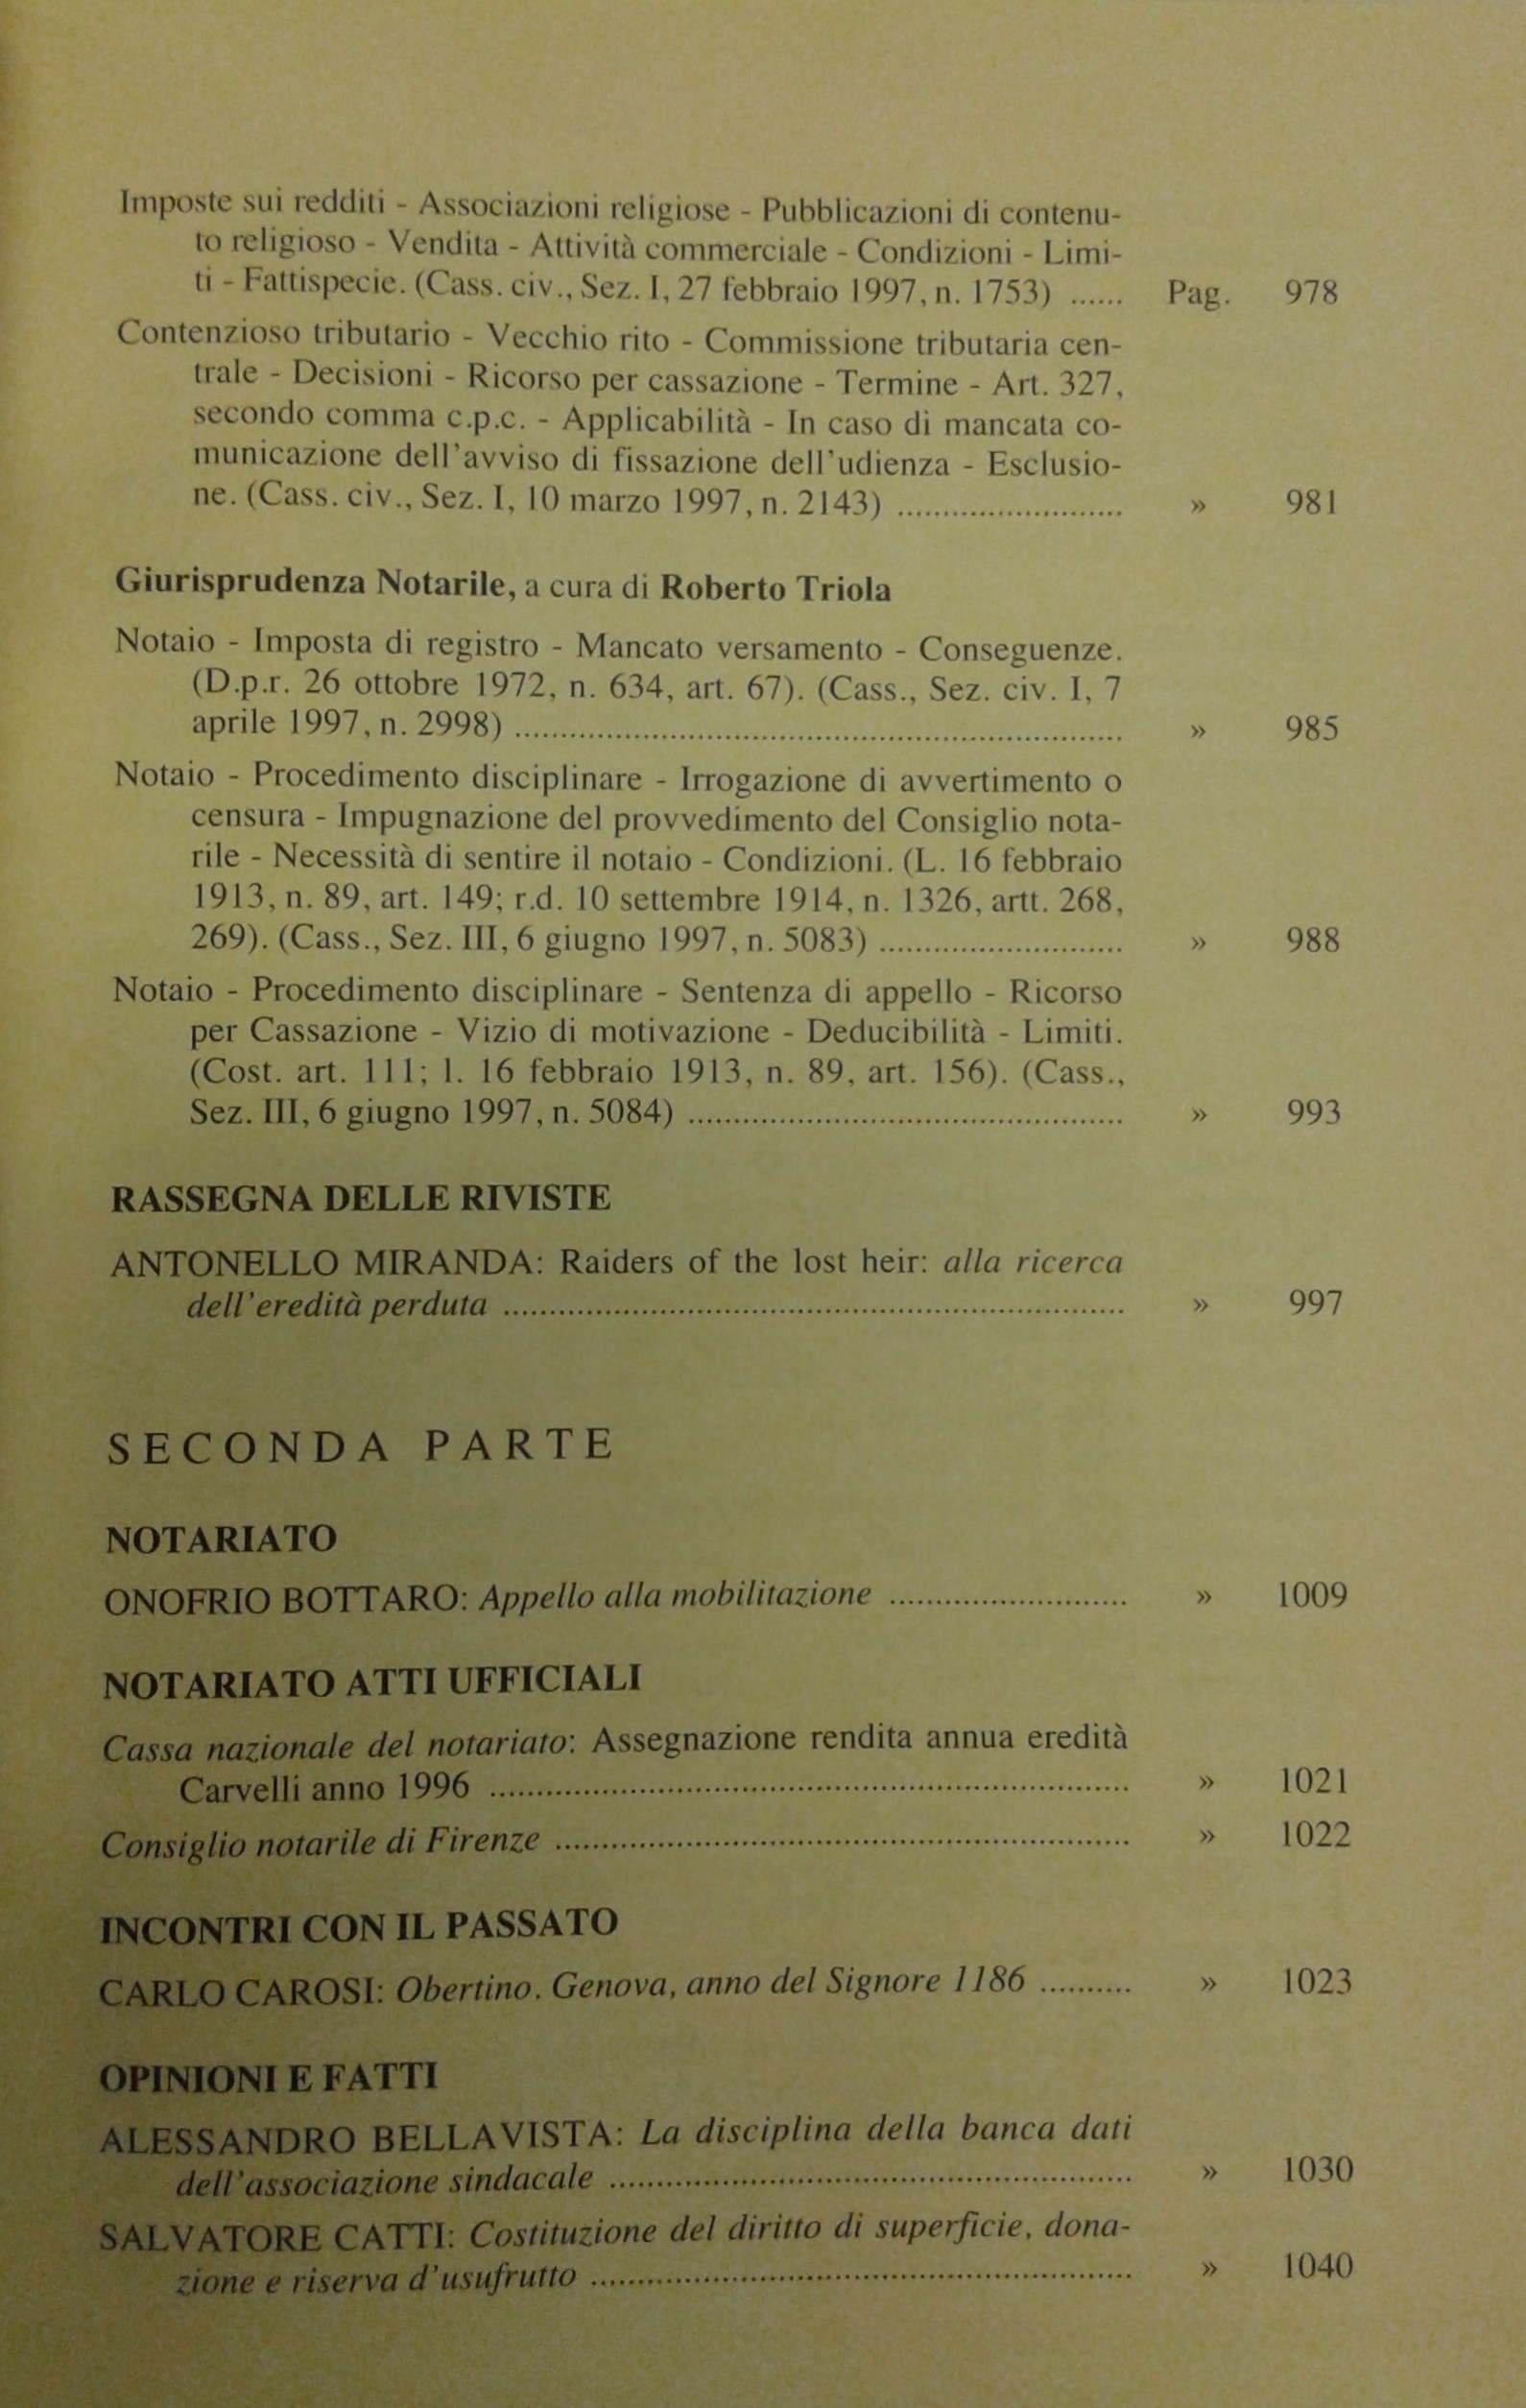 Imposte sui redditi - Associazioni religiose - Pubblicazioni di contenu-
to religioso - Vendita - Attività commerciale - Condizioni - Limi-
ti - Fattispecie. (Cass. civ., Sez. I, 27 febbraio 1997, n. 1753) ...... Pag. 978
Contenzioso tributario - Vecchio rito - Commissione tributaria cen-
trale - Decisioni - Ricorso per cassazione - Termine - Art. 327,
secondo comma c.p.c. - Applicabilità - In caso di mancata co-
municazione dell'avviso di fissazione dell'udienza - Esclusio-
ne. (Cass. civ., Sez. I, 10 marzo 1997, n. 2143) ......................... » 981
Giurisprudenza Notarile, a cura di Roberto Triola
Notaio - Imposta di registro - Mancato versamento - Conseguenze.
(D.p.r. 26 ottobre 1972, n. 634, art. 67). (Cass., Sez. civ. I, 7
aprile 1997, n. 2998) .................................................................. » 985
Notaio - Procedimento disciplinare - Irrogazione di avvertimento o
censura - Impugnazione del provvedimento del Consiglio nota-
rile - Necessità di sentire il notaio - Condizioni. (L. 16 febbraio
1913, n. 89, art. 149; r.d. 10 settembre 1914, n. 1326, artt. 268,
269). (Cass., Sez. III, 6 giugno 1997, n. 5083) ........................... » 988
Notaio - Procedimento disciplinare - Sentenza di appello - Ricorso
per Cassazione - Vizio di motivazione - Deducibilità - Limiti.
(Cost. art. 111; l. 16 febbraio 1913, n. 89, art. 156). (Cass.,
Sez. III, 6 giugno 1997, n. 5084) ............................................... » 993
RASSEGNA DELLE RIVISTE
ANTONELLO MIRANDA: Raiders of the lost heir: alla ricerca
dell'eredità perduta .................................................................... » 997
SECONDA PARTE
NOTARIATO
ONOFRIO BOTTARO: Appello alla mobilitazione .......................... » 1009
NOTARIATO ATTI UFFICIALI
Cassa nazionale del notariato: Assegnazione rendita annua eredità
Carvelli anno 1996 ...................................................................... » 1021
Consiglio notarile di Firenze ............................................................... » 1022
INCONTRI CON IL PASSATO
CARLO CAROSI: Obertino. Genova, anno del Signore 1186 .......... » 1023
OPINIONI E FATTI
ALESSANDRO BELLAVISTA: La disciplina della banca dati
dell'associazione sindacale ......................................................... » 1030
SALVATORE CATTI: Costituzione del diritto di superficie, dona-
zione e riserva d'usufrutto ........................................................... » 1040